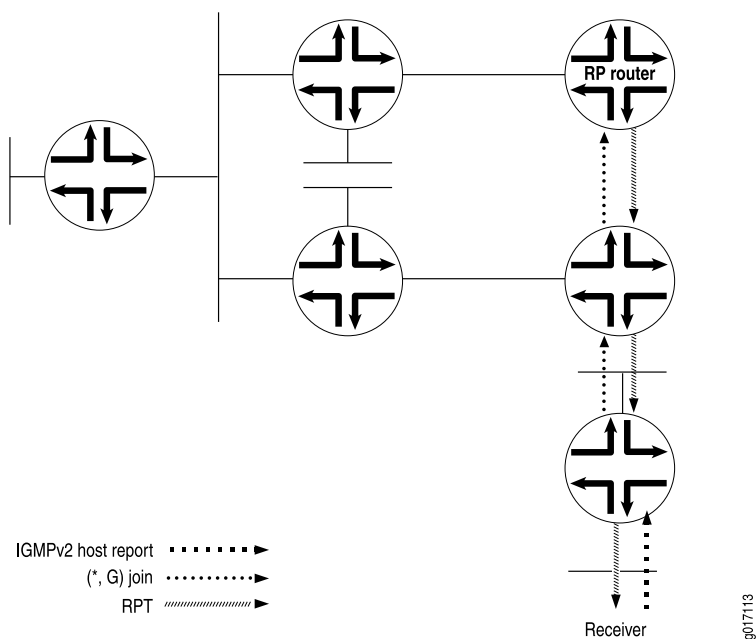 RP router
IGMPv2 host report
(*, G) join
RPT
Receiver
g017113